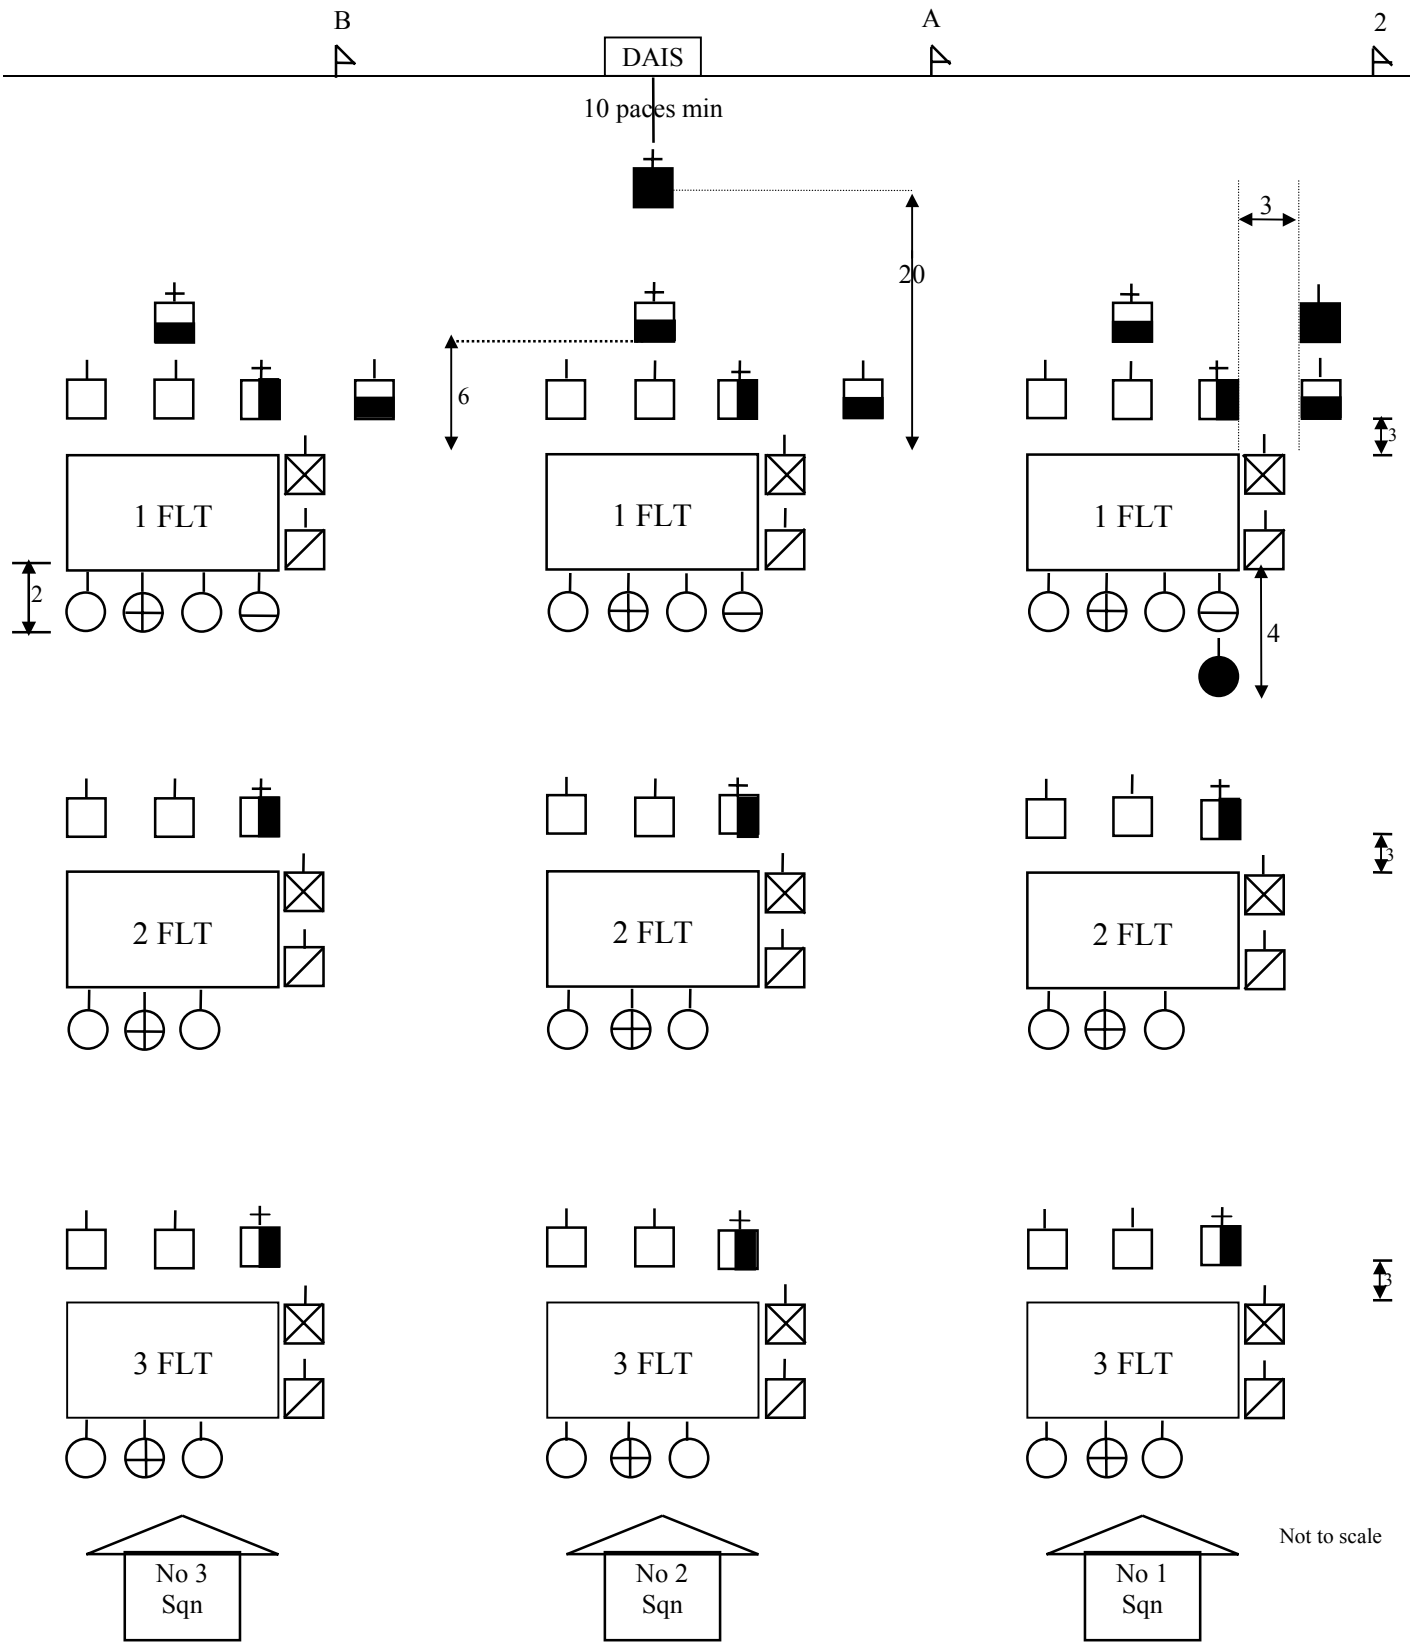 B
A
2
DAIS
10 paces min
3
20
6
3
1 FLT
1 FLT
1 FLT
2
4
3
2 FLT
2 FLT
2 FLT
3
3 FLT
3 FLT
3 FLT
Not to scale
No 3
Sqn
No 2
Sqn
No 1
Sqn